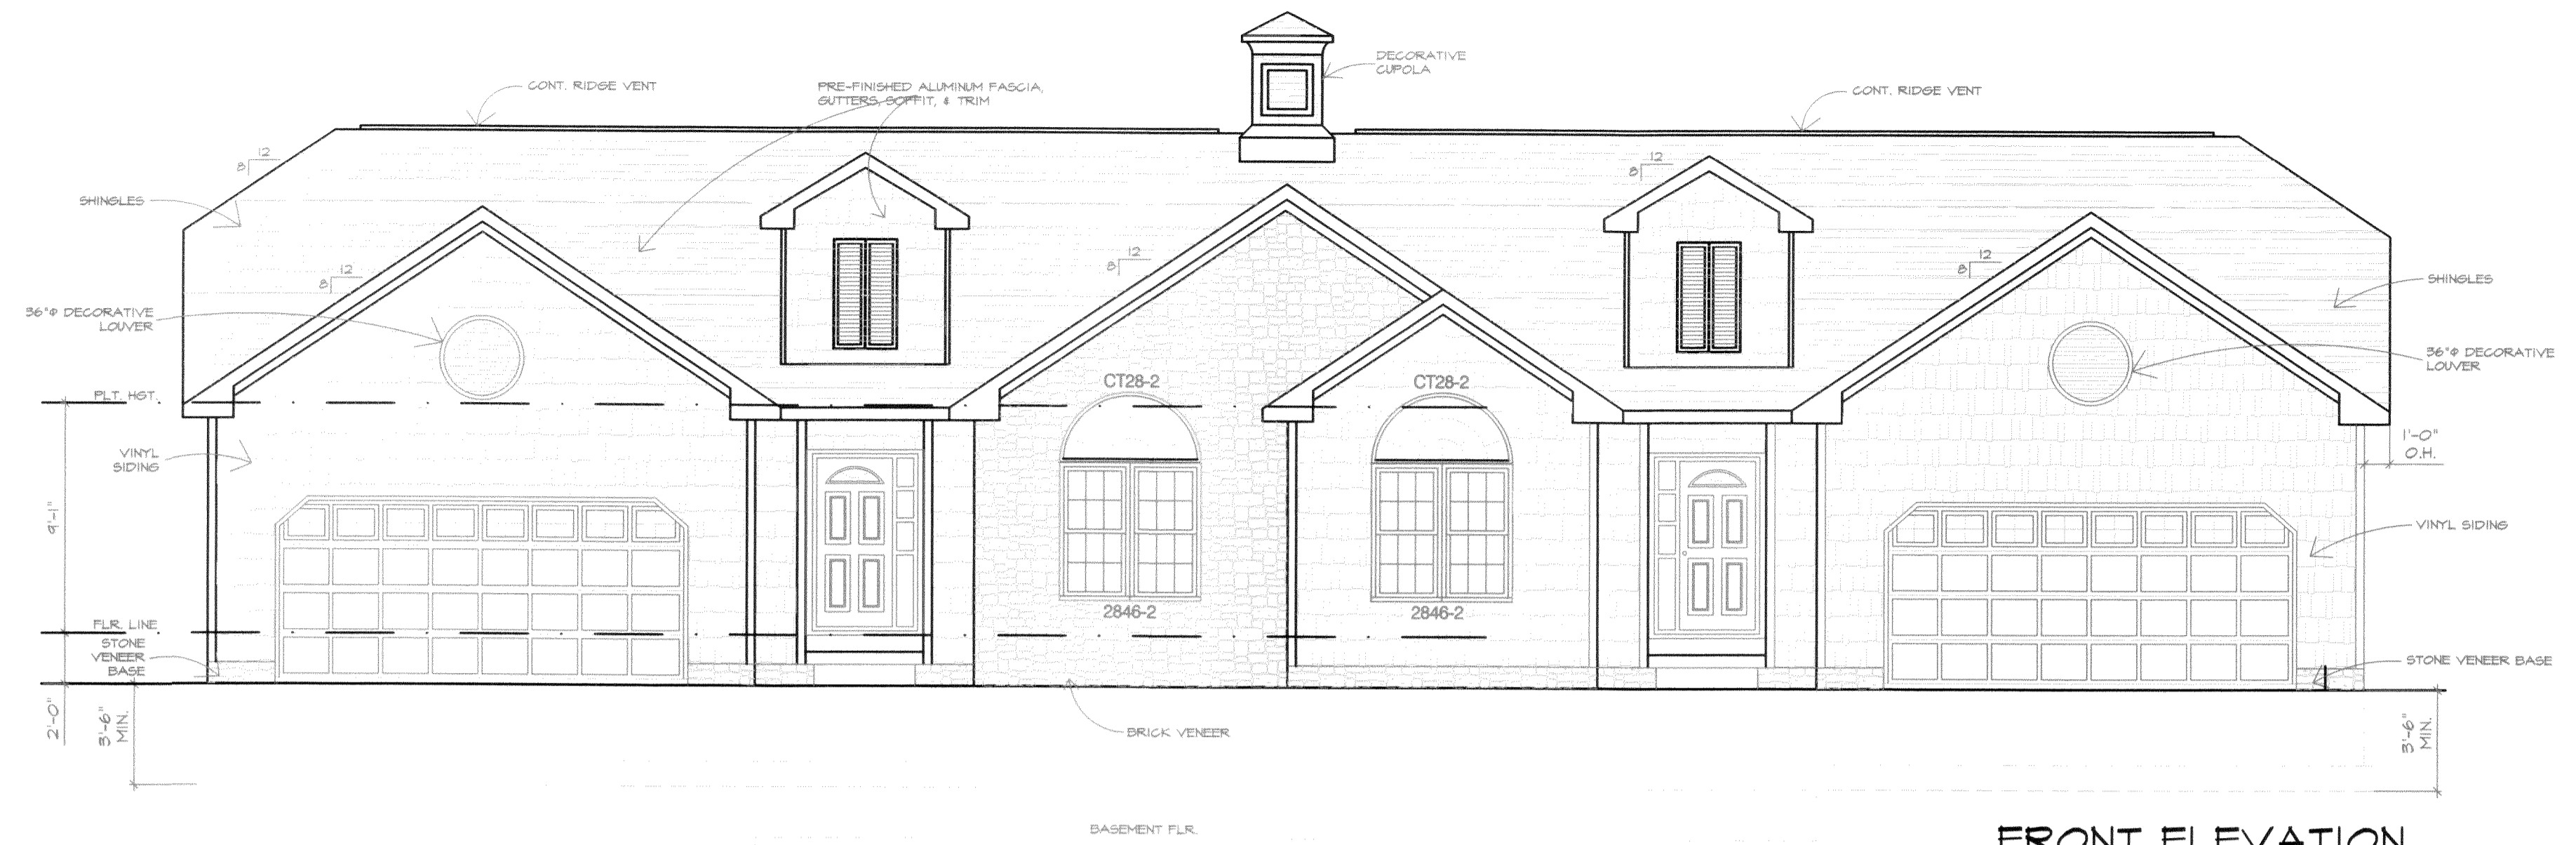 DECORATIVE
CUPOLA
CONT. RIDGE VENT
PRE-FINISHED ALUMINUM FASCIA,
GUTTERS, SOFFIT, & TRIM
CONT. RIDGE VENT
12
8
12
8
SHINGLES
12
8
12
8
12
8
SHINGLES
36"Φ DECORATIVE
LOUVER
36"Φ DECORATIVE
LOUVER
CT28-2
CT28-2
PLT. HGT.
VINYL
SIDING
1'-0"
O.H.
9'-1"
VINYL SIDING
2846-2
2846-2
FLR. LINE
STONE
VENEER
BASE
STONE VENEER BASE
2'-0"
3'-6"
MIN.
BRICK VENEER
3'-6"
MIN.
BASEMENT FLR.
FRONT ELEVATION